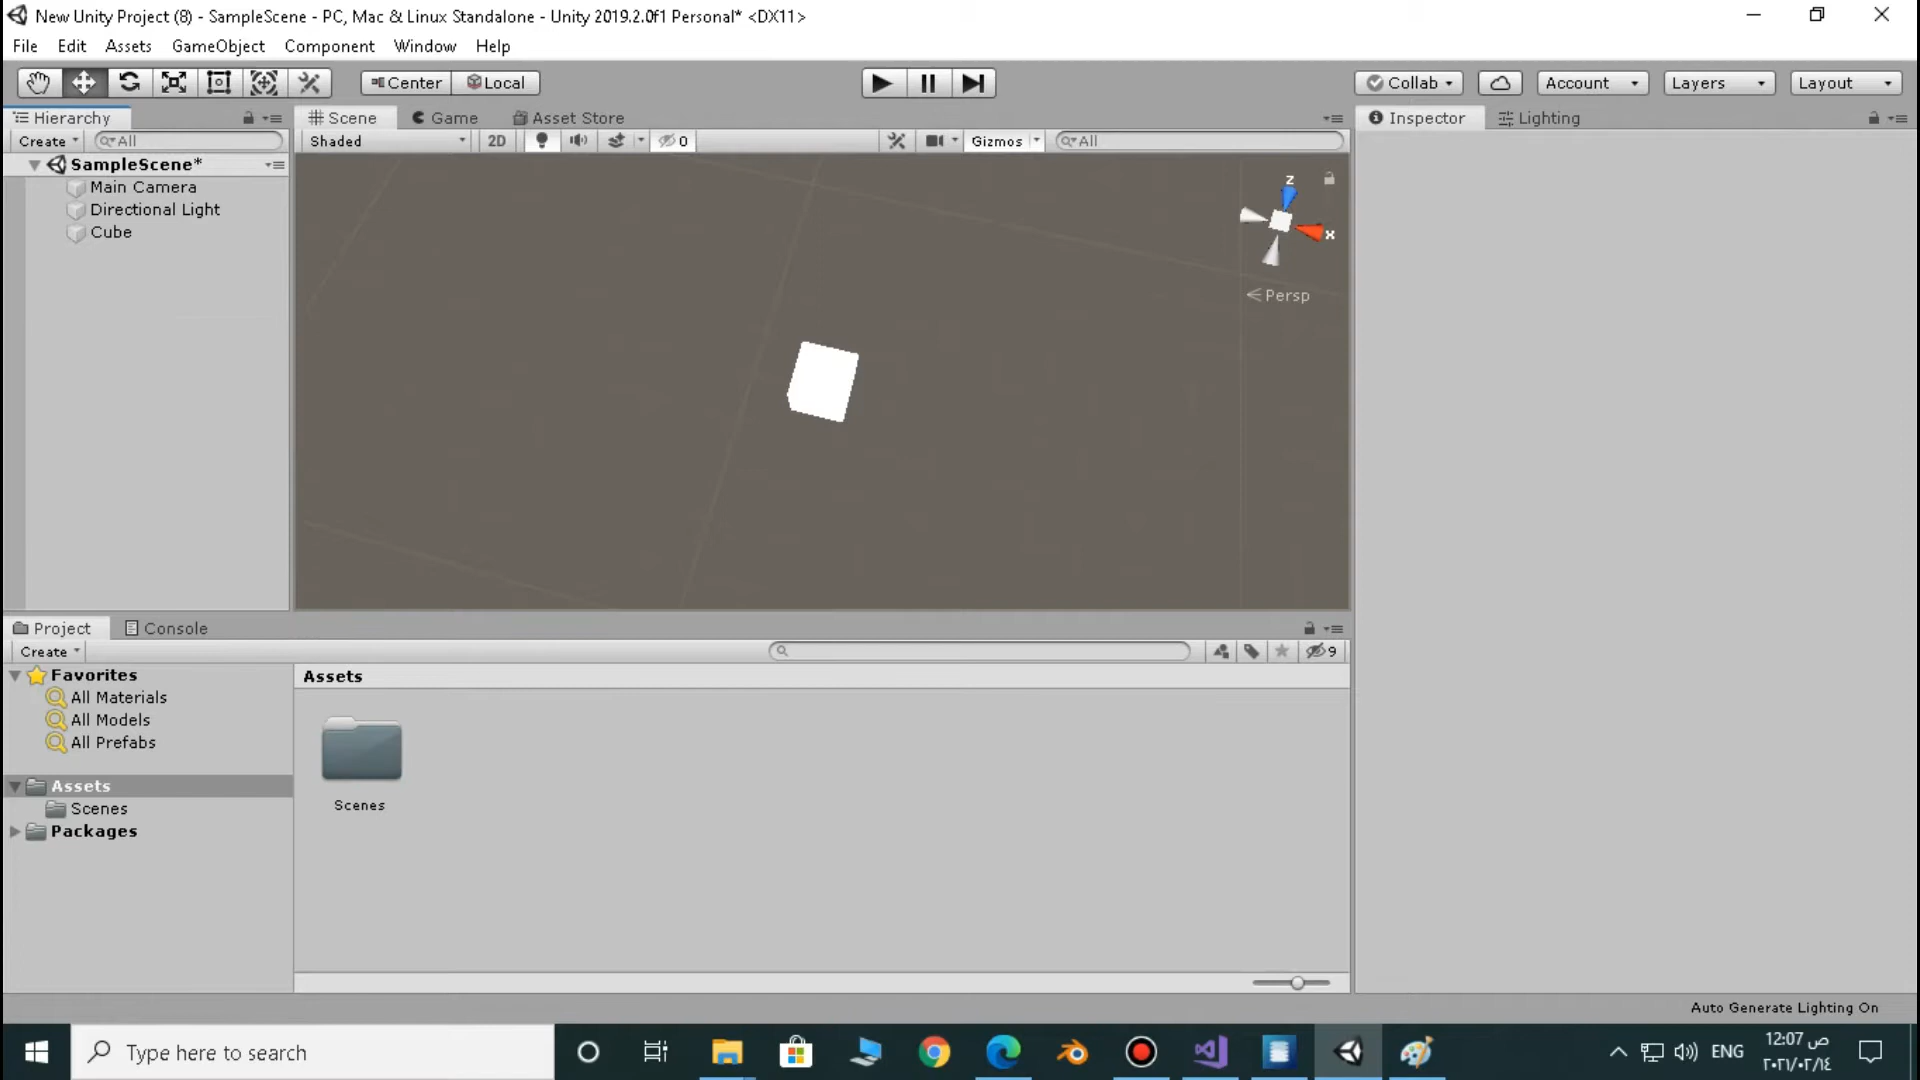 New Unity Project (8) - SampleScene - PC, Mac & Linux Standalone - Unity 2019.2.0f1 Personal* <DX11>
File Edit Assets GameObject Component Window Help
Center Local Collab Account Layers Layout
Hierarchy Scene Game Asset Store Inspector Lighting
Create All Shaded 2D 0 Gizmos All
SampleScene*
Main Camera
Directional Light
Cube
z
x
Persp
Project Console
Create 9
Favorites
All Materials
All Models
All Prefabs
Assets
Scenes
Packages
Assets
Scenes
Auto Generate Lighting On
Type here to search
ENG
12:07 ص
٢٠٢١/٠٢/١٤